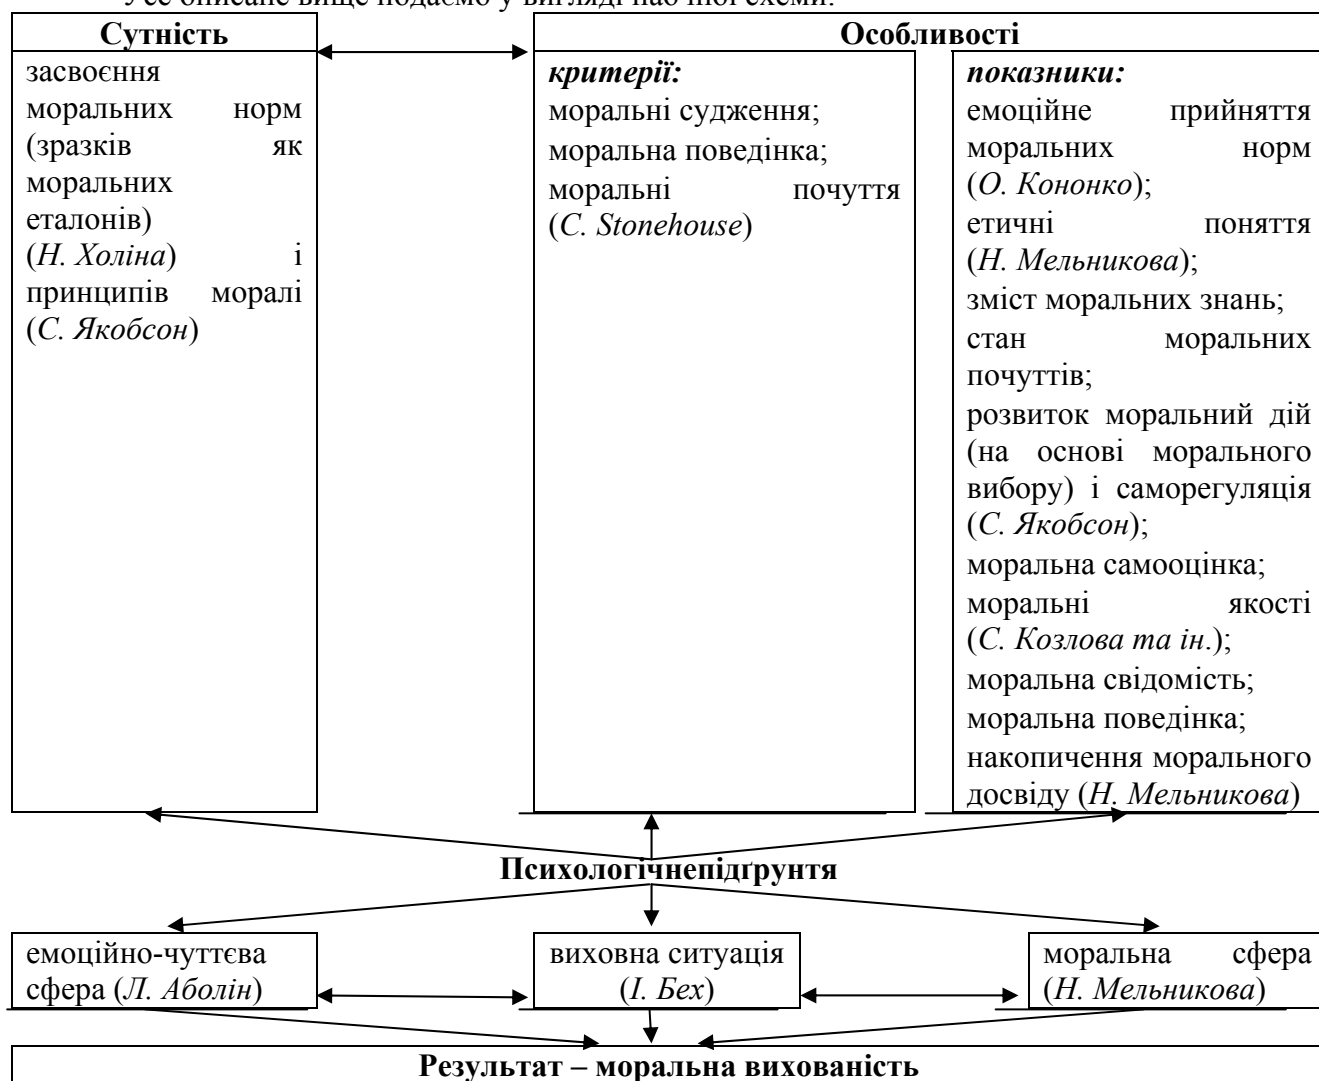 Усе описане вище подаємо у вигляді наочної схеми:
Сутність
засвоєння
моральних норм
(зразків як
моральних
еталонів)
(Н. Холіна) і
принципів моралі
(С. Якобсон)
Особливості
критерії:
моральні судження;
моральна поведінка;
моральні почуття
(C. Stonehouse)
показники:
емоційне прийняття
моральних норм
(О. Кононко);
етичні поняття
(Н. Мельникова);
зміст моральних знань;
стан моральних
почуттів;
розвиток моральний дій
(на основі морального
вибору) і саморегуляція
(С. Якобсон);
моральна самооцінка;
моральні якості
(С. Козлова та ін.);
моральна свідомість;
моральна поведінка;
накопичення морального
досвіду (Н. Мельникова)
Психологічнепідґрунтя
емоційно-чуттєва
сфера (Л. Аболін)
виховна ситуація
(І. Бех)
моральна сфера
(Н. Мельникова)
Результат – моральна вихованість